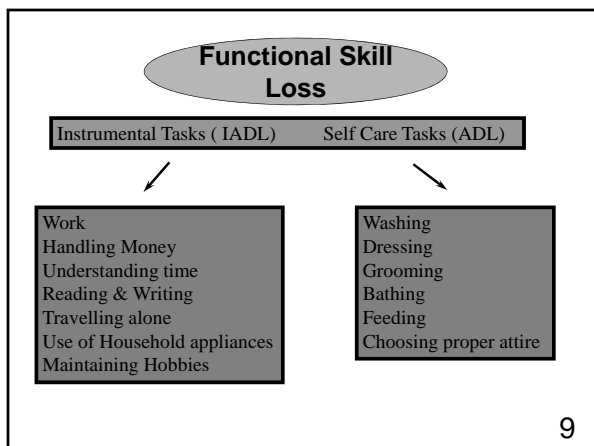 Functional Skill
Loss
Instrumental Tasks ( IADL) Self Care Tasks (ADL)
Work
Handling Money
Understanding time
Reading & Writing
Travelling alone
Use of Household appliances
Maintaining Hobbies
Washing
Dressing
Grooming
Bathing
Feeding
Choosing proper attire
9